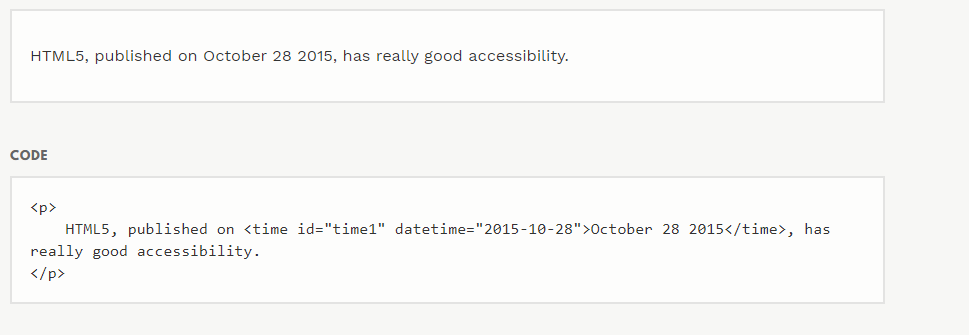 HTML5, published on October 28 2015, has really good accessibility.
CODE
<p>
    HTML5, published on <time id="time1" datetime="2015-10-28">October 28 2015</time>, has
really good accessibility.
</p>